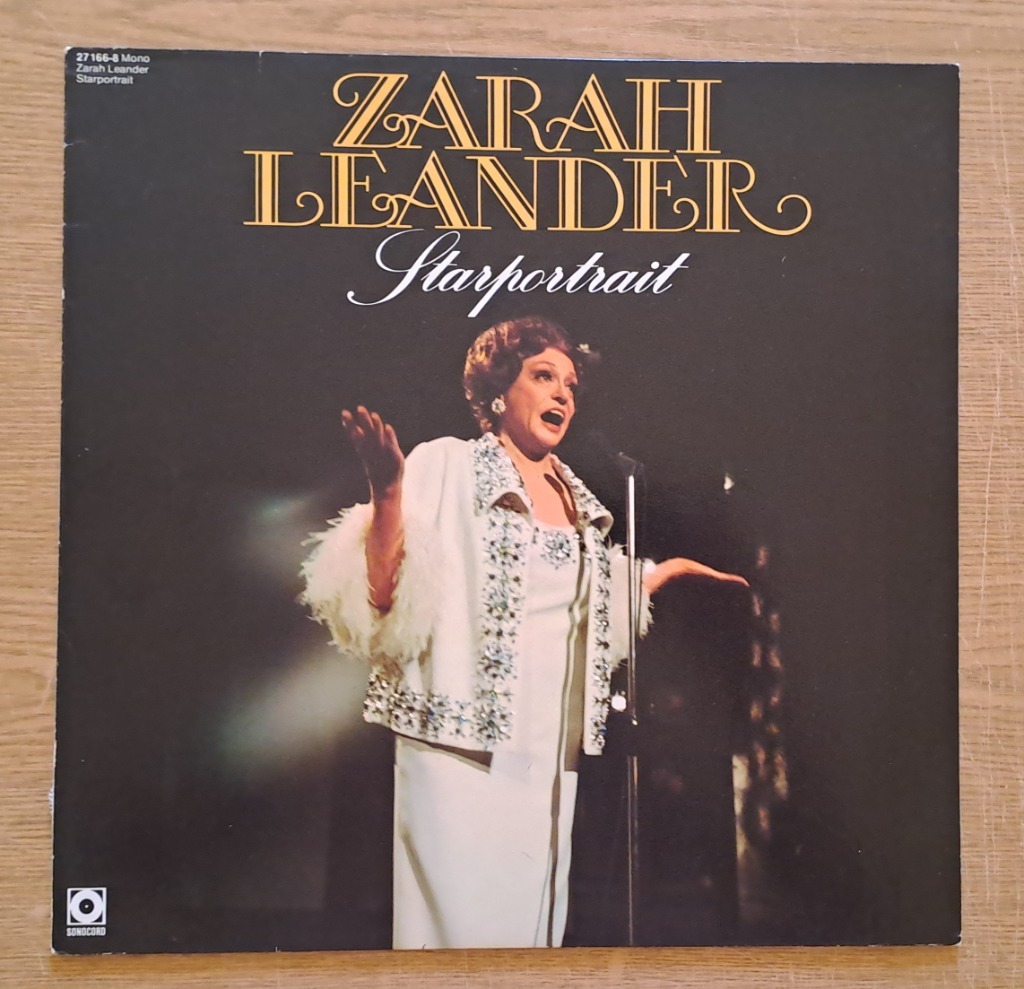 27166-8 Mono
Zarah Leander
Starportrait
ZARAH
LEANDER
Starportrait
SONOCORD